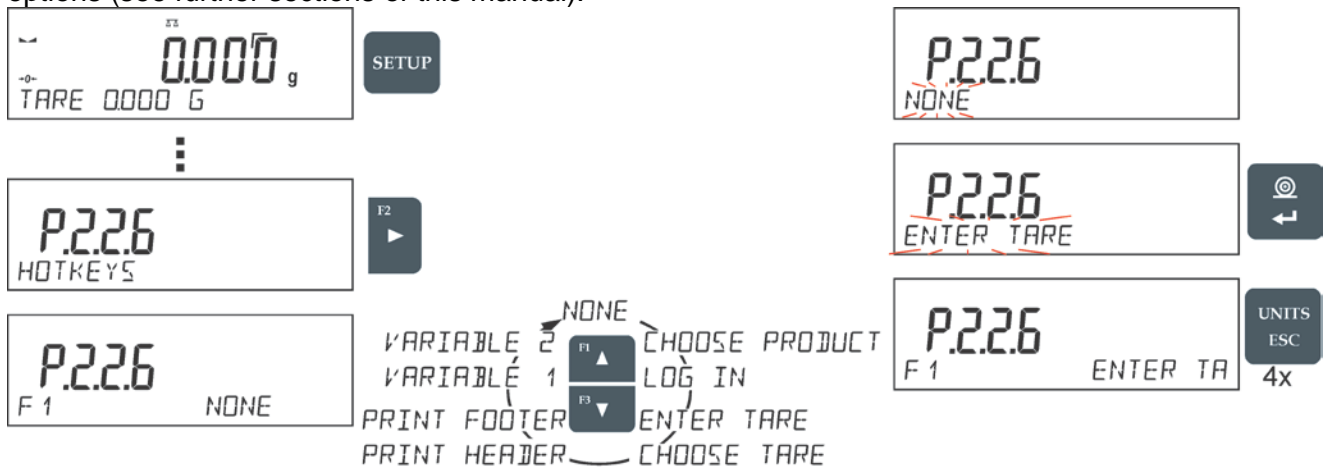 options (see further sections of this manual).
0.000 g
TARE 0.000 G
SETUP
P.2.2.6
HOTKEYS
F2
P.2.2.6
F1 NONE
NONE
VARIABLE 2
CHOOSE PRODUCT
VARIABLE 1
LOG IN
PRINT FOOTER
ENTER TARE
PRINT HEADER
CHOOSE TARE
F1
F3
P.2.2.6
NONE
P.2.2.6
ENTER TARE
P.2.2.6
F1 ENTER TA
UNITS
ESC
4x